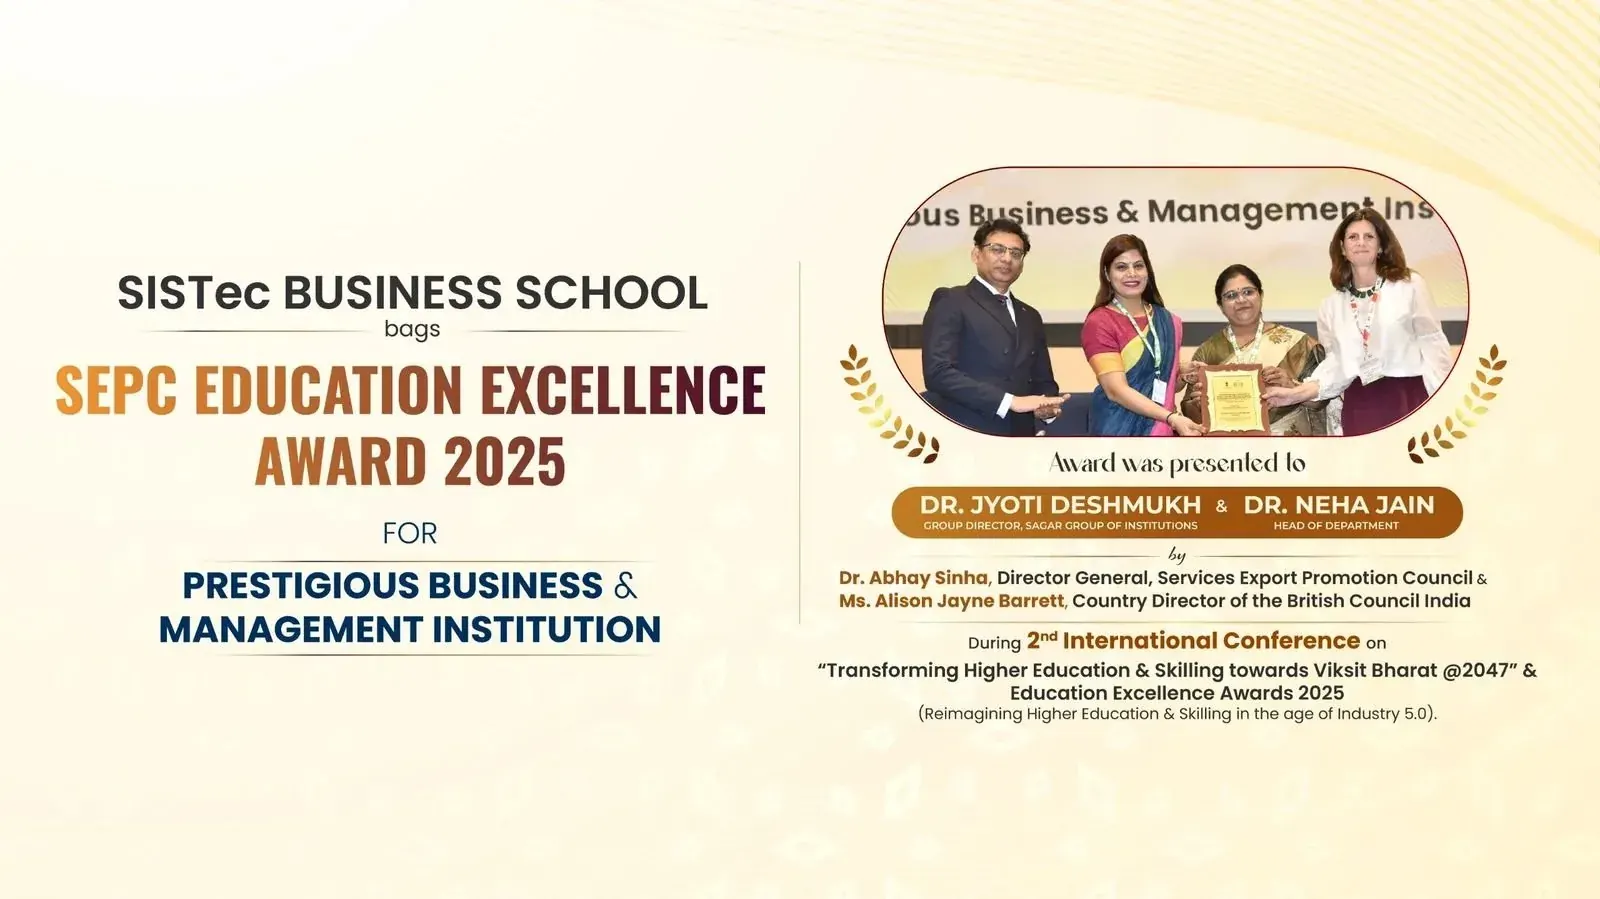 SISTec BUSINESS SCHOOL
bags
SEPC EDUCATION EXCELLENCE
AWARD 2025
FOR
PRESTIGIOUS BUSINESS &
MANAGEMENT INSTITUTION
ous Business & Management Ins
Award was presented to
DR. JYOTI DESHMUKH & DR. NEHA JAIN
GROUP DIRECTOR, SAGAR GROUP OF INSTITUTIONS HEAD OF DEPARTMENT
by
Dr. Abhay Sinha, Director General, Services Export Promotion Council &
Ms. Alison Jayne Barrett, Country Director of the British Council India
During 2nd International Conference on
“Transforming Higher Education & Skilling towards Viksit Bharat @2047” &
Education Excellence Awards 2025
(Reimagining Higher Education & Skilling in the age of Industry 5.0).